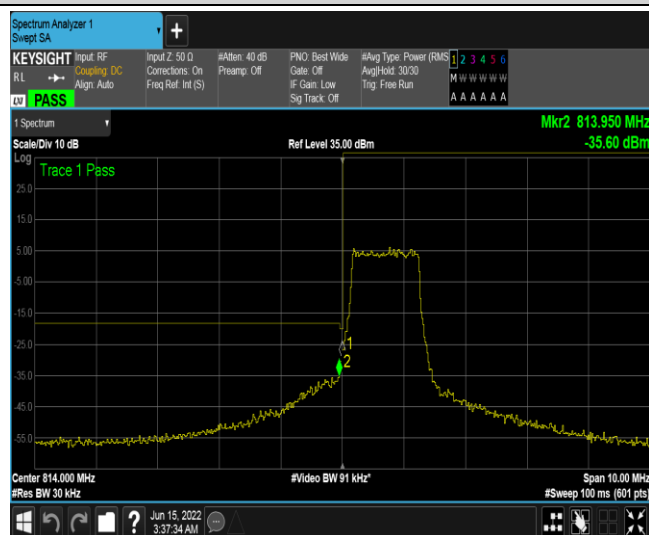 Spectrum Analyzer 1
Swept SA
+
KEYSIGHT Input: RF
RL Coupling: DC
Align: Auto
LXI PASS
Input Z: 50 Ω
Corrections: On
Freq Ref: Int (S)
#Atten: 40 dB
Preamp: Off
PNO: Best Wide
Gate: Off
IF Gain: Low
Sig Track: Off
#Avg Type: Power (RMS
Avg|Hold: 30/30
Trig: Free Run
1 2 3 4 5 6
M W W W W W
A A A A A A
1 Spectrum
Mkr2 813.950 MHz
Scale/Div 10 dB Ref Level 35.00 dBm -35.60 dBm
Log
Trace 1 Pass
25.0
15.0
5.00
-5.00
-15.0
-25.0
1
2
-35.0
-45.0
-55.0
Center 814.000 MHz #Video BW 91 kHz* Span 10.00 MHz
#Res BW 30 kHz #Sweep 100 ms (601 pts)
? Jun 15, 2022
3:37:34 AM